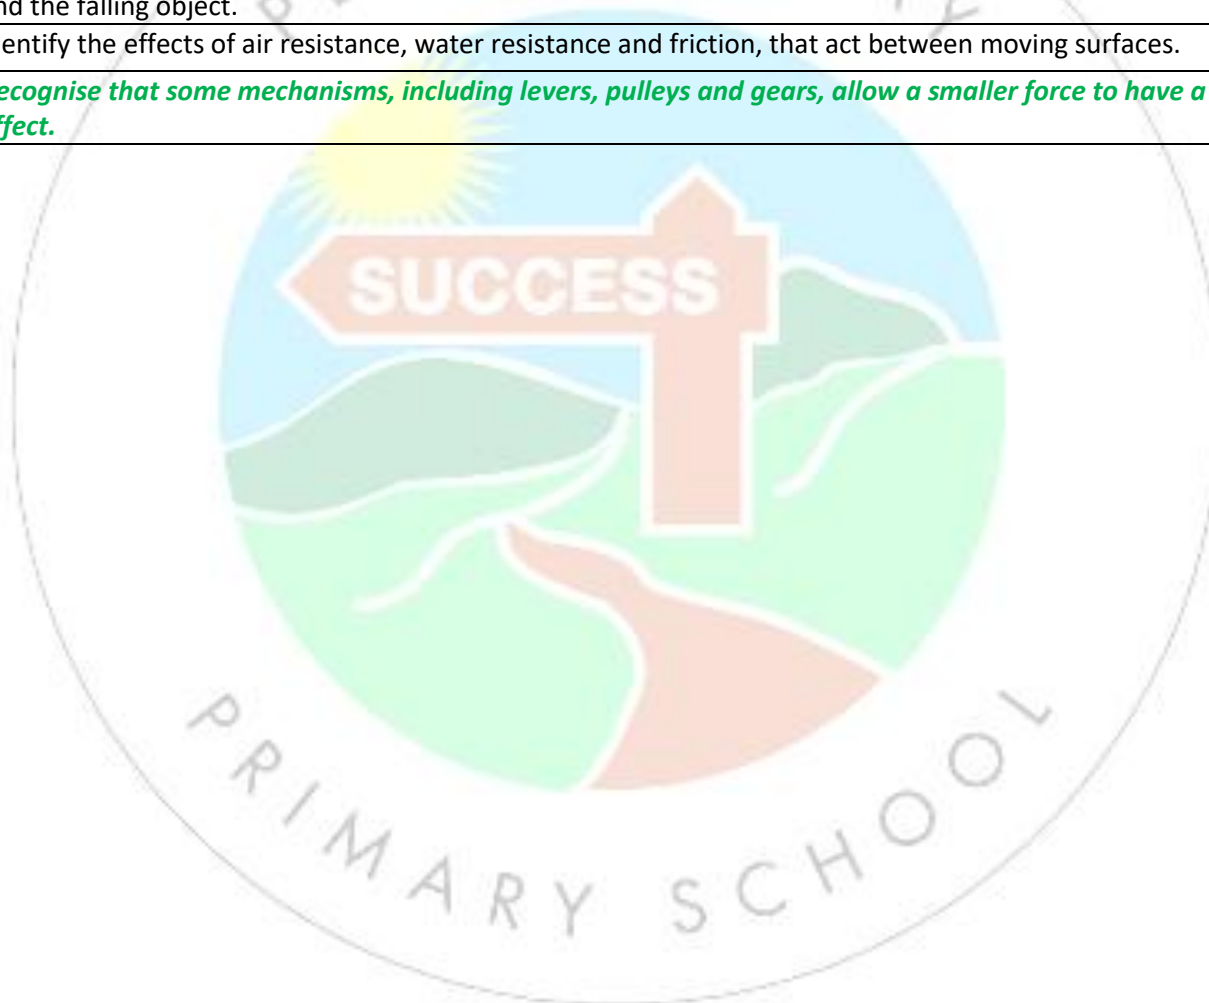 nd the falling object.
entify the effects of air resistance, water resistance and friction, that act between moving surfaces.
ecognise that some mechanisms, including levers, pulleys and gears, allow a smaller force to have a
ffect.
SUCCESS
PRIMARY SCHOOL